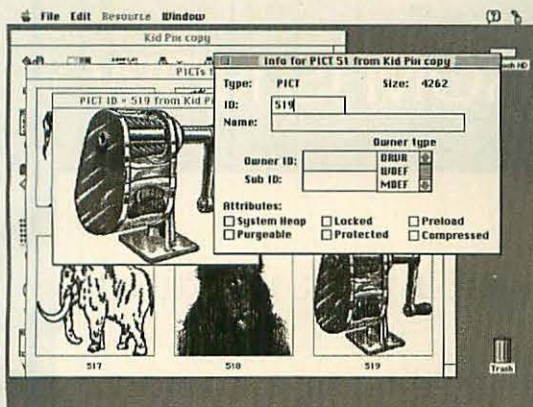 File Edit Resource Window
Kid Pix copy
PICTs
PICT ID = 519 from Kid Pi
Info for PICT 51 from Kid Pix copy
Type: PICT Size: 4262
ID: 519
Name:
Owner type
Owner ID:
DRVR
WDEF
Sub ID:
MDEF
Attributes:
System Heap Locked Preload
Purgeable Protected Compressed
517 518 519
Trash